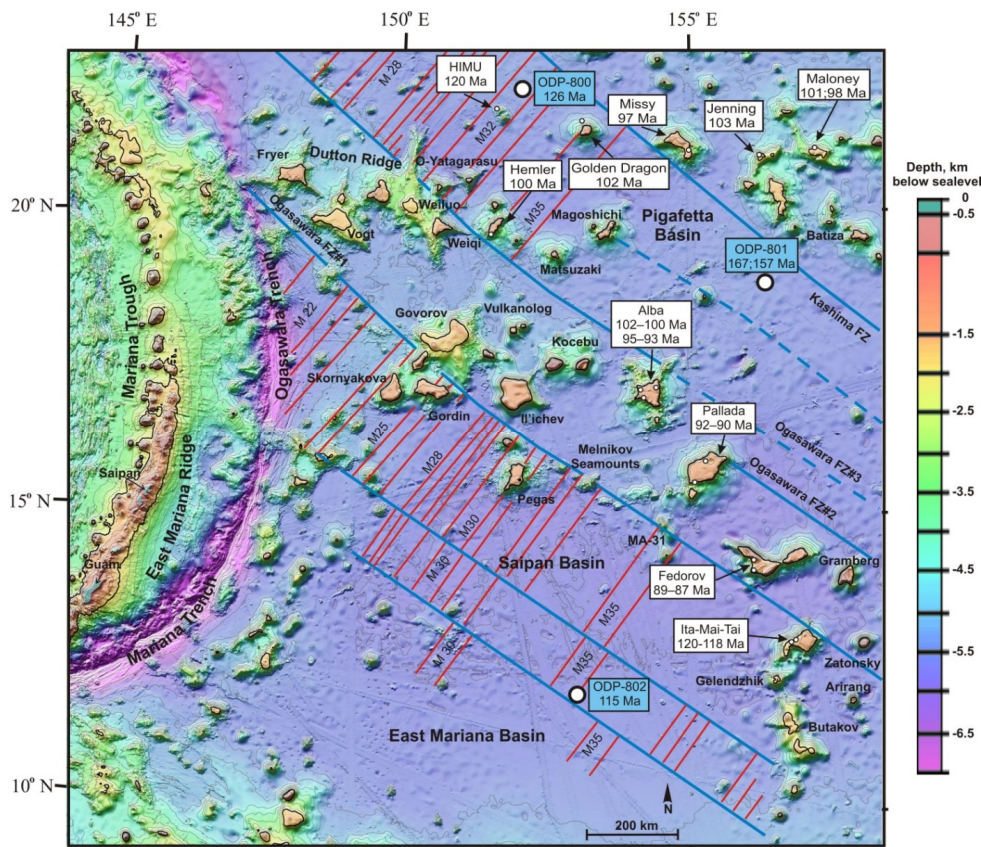 145° E
150° E
155° E
20° N
15° N
10° N
M 28
HIMU
120 Ma
ODP-800
126 Ma
M32
Missy
97 Ma
Jenning
103 Ma
Maloney
101;98 Ma
Fryer
Dutton Ridge
O-Yatagarasu
Hemler
100 Ma
Golden Dragon
102 Ma
Ogasawara FZ#1
Vogt
Weiluo
Weiqi
M35
Magoshichi
Matsuzaki
Pigafetta
Básin
Batiza
ODP-801
167;157 Ma
Kashima FZ
Mariana Trough
Ogasawara Trench
M 22
Govorov
Vulkanolog
Kocebu
Alba
102–100 Ma
95–93 Ma
Skornyakova
Gordin
Il'ichev
Pallada
92–90 Ma
Ogasawara FZ#3
Ogasawara FZ#2
M25
M28
Melnikov
Seamounts
Saipan
East Mariana Ridge
Pegas
M30
M 30
Saipan Basin
MA-31
Guam
Mariana Trench
Fedorov
89–87 Ma
Gramberg
M35
Ita-Mai-Tai
120-118 Ma
Zatonsky
Gelendzhik
Arirang
M 30
M35
ODP-802
115 Ma
Butakov
East Mariana Basin
M35
N
200 km
Depth, km
below sealevel
0
-0.5
-1.5
-2.5
-3.5
-4.5
-5.5
-6.5